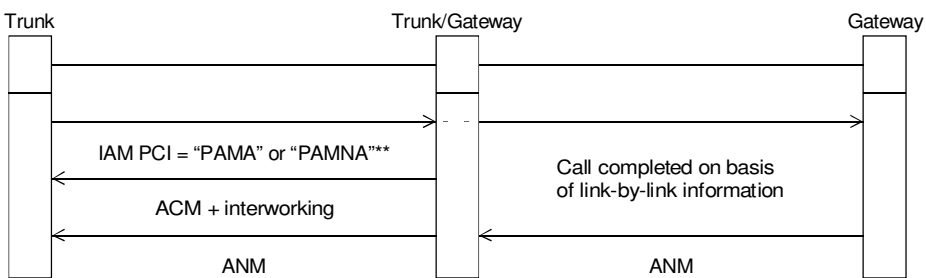 Trunk
Trunk/Gateway
Gateway
IAM PCI = “PAMA” or “PAMNA”**
Call completed on basis
of link-by-link information
ACM + interworking
ANM
ANM